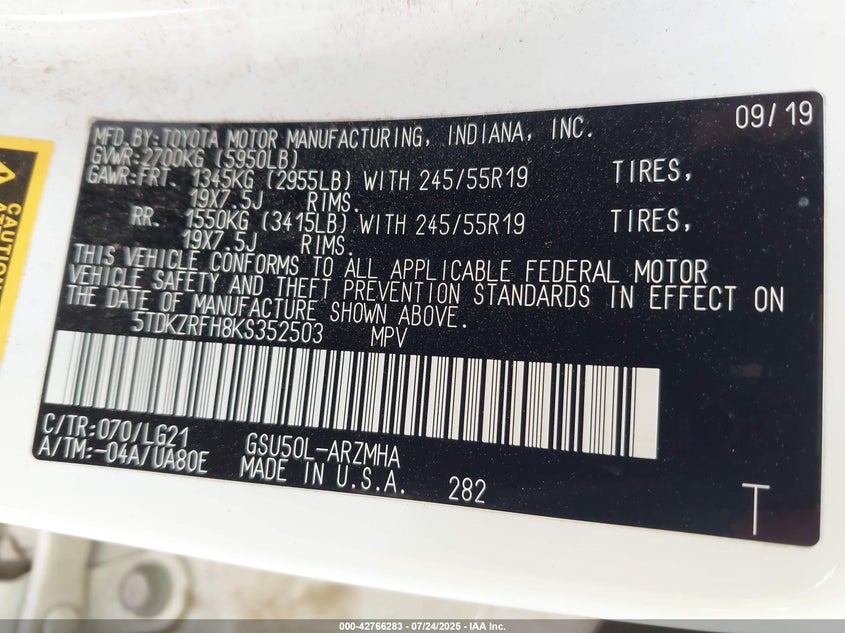 09/19
MFD.BY:TOYOTA MOTOR MANUFACTURING, INDIANA, INC.
GVWR:2700KG (5950LB)
GAWR:FRT. 1345KG (2955LB) WITH 245/55R19 TIRES,
19X7.5J RIMS.
RR. 1550KG (3415LB) WITH 245/55R19 TIRES,
19X7.5J RIMS.
THIS VEHICLE CONFORMS TO ALL APPLICABLE FEDERAL MOTOR
VEHICLE SAFETY AND THEFT PREVENTION STANDARDS IN EFFECT ON
THE DATE OF MANUFACTURE SHOWN ABOVE.
5TDKZRFH8KS352503 MPV
C/TR:070/LG21 GSU50L-ARZMHA
A/TM:-04A/UA80E MADE IN U.S.A. 282
T
CAUTION
000-42766283 - 07/24/2025 - IAA Inc.